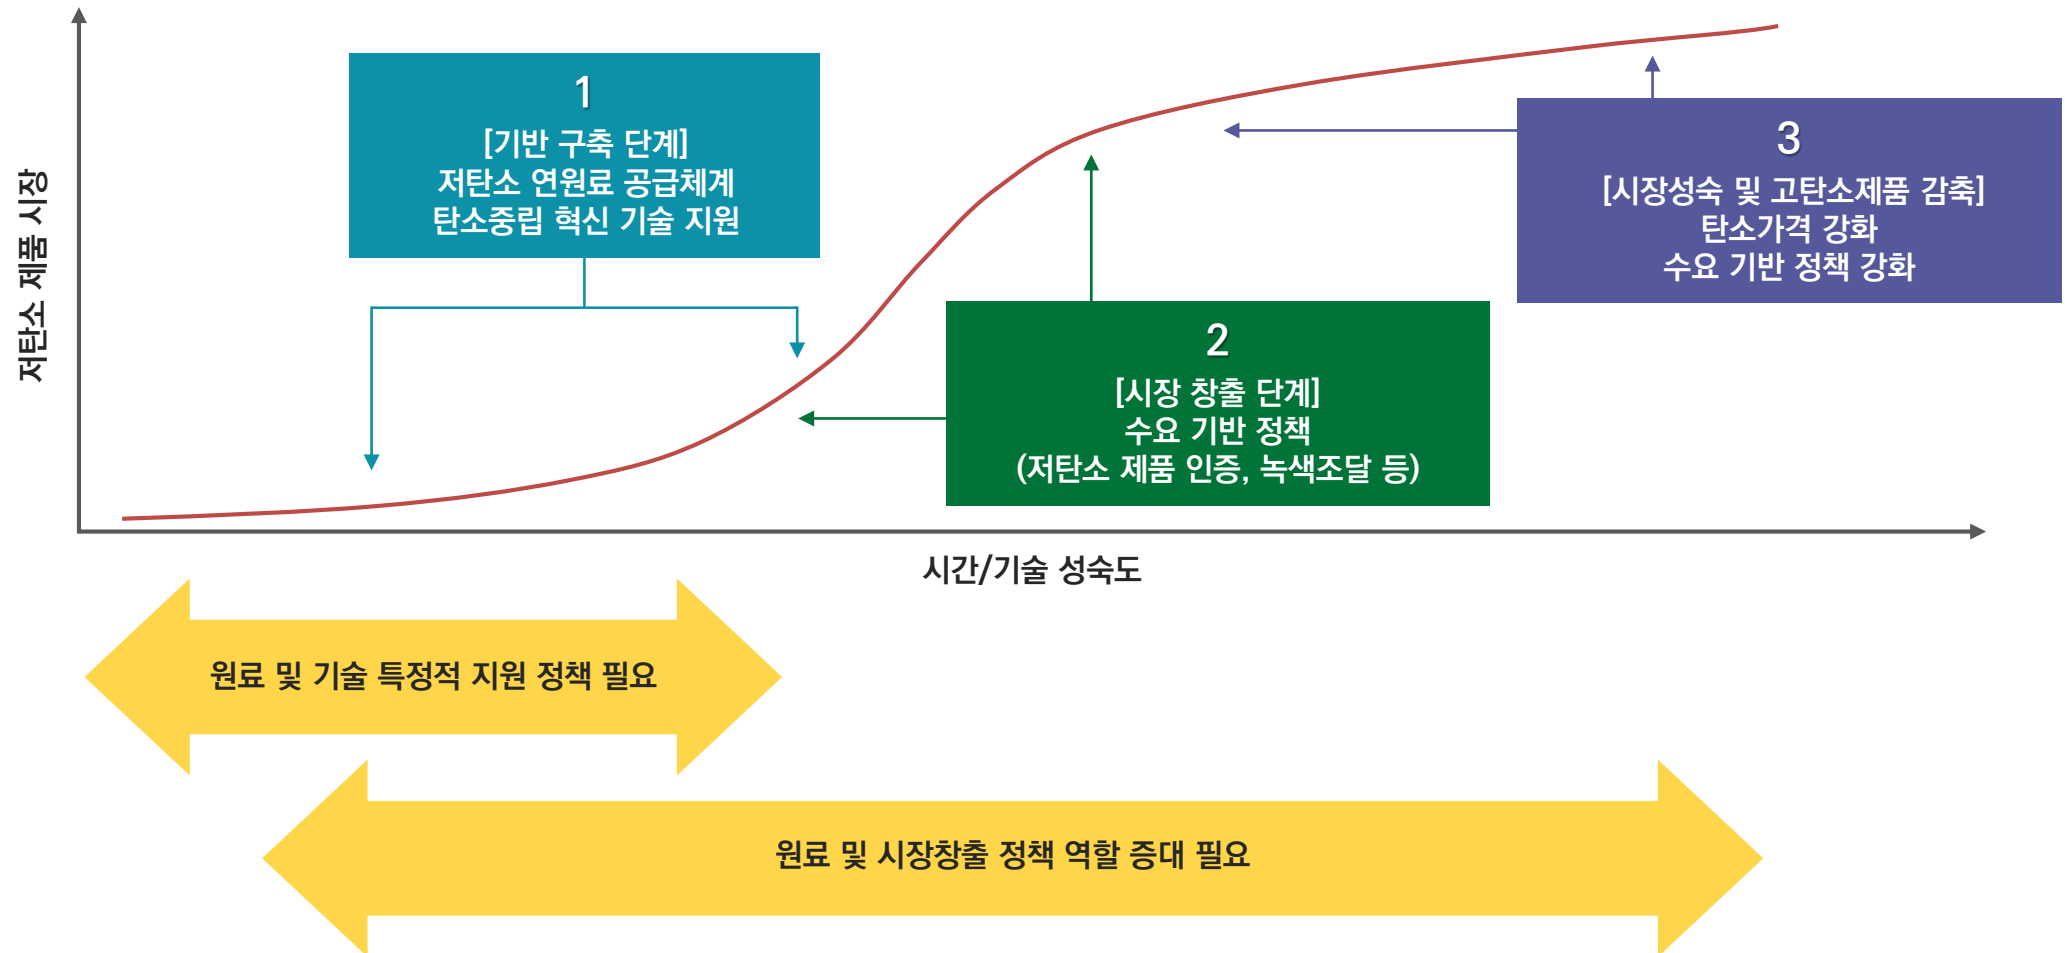 저탄소 제품 시장
1
[기반 구축 단계]
저탄소 연원료 공급체계
탄소중립 혁신 기술 지원
2
[시장 창출 단계]
수요 기반 정책
(저탄소 제품 인증, 녹색조달 등)
3
[시장성숙 및 고탄소제품 감축]
탄소가격 강화
수요 기반 정책 강화
시간/기술 성숙도
원료 및 기술 특정적 지원 정책 필요
원료 및 시장창출 정책 역할 증대 필요